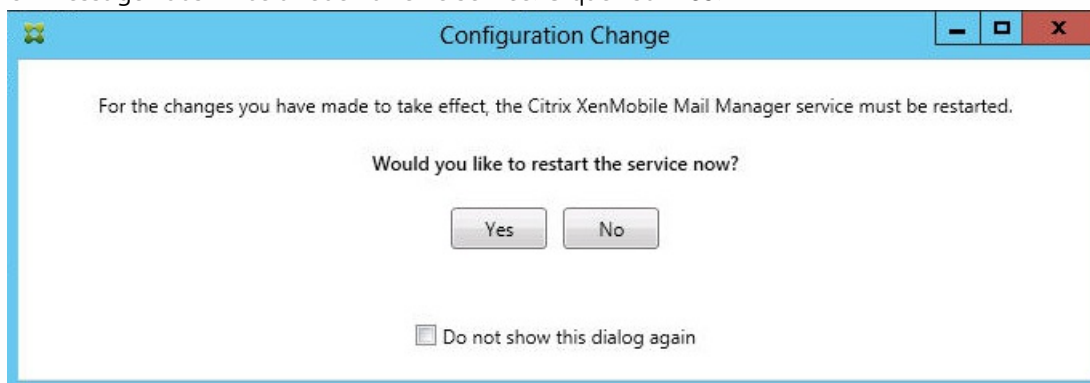 Configuration Change
For the changes you have made to take effect, the Citrix XenMobile Mail Manager service must be restarted.
Would you like to restart the service now?
Yes No
Do not show this dialog again